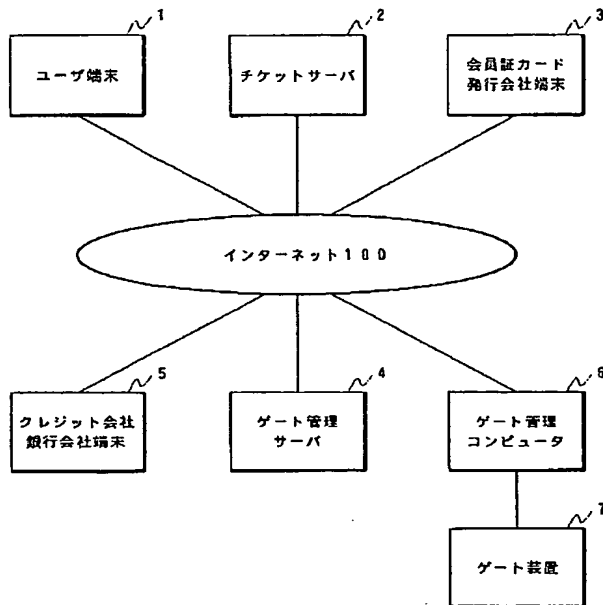 1
ユーザ端末
2
チケットサーバ
3
会員証カード
発行会社端末
インターネット100
5
クレジット会社
銀行会社端末
4
ゲート管理
サーバ
6
ゲート管理
コンピュータ
7
ゲート装置